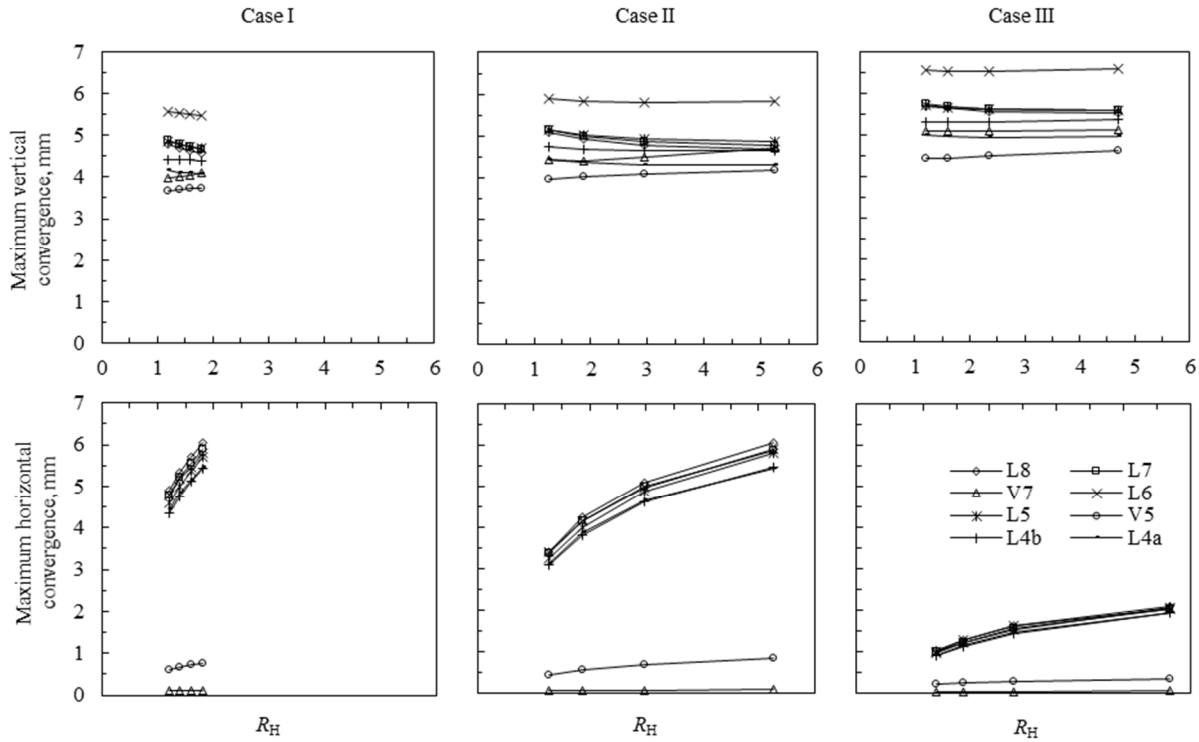 Case I
Case II
Case III
Maximum vertical
convergence, mm
7
6
5
4
3
2
1
0
0 1 2 3 4 5 6
0 1 2 3 4 5 6
0 1 2 3 4 5 6
Maximum horizontal
convergence, mm
7
6
5
4
3
2
1
0
L8
L7
V7
L6
L5
V5
L4b
L4a
RH
RH
RH